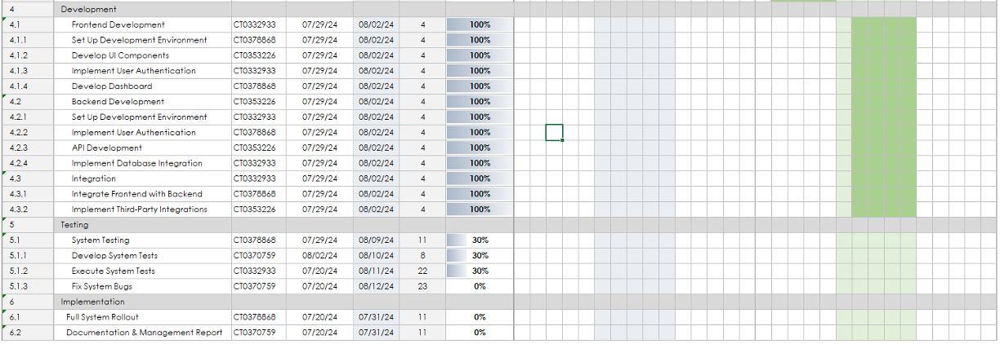 4 Development
4.1 Frontend Development CT0332933 07/29/24 08/02/24 4 100%
4.1.1 Set Up Development Environment CT0378868 07/29/24 08/02/24 4 100%
4.1.2 Develop UI Components CT0353226 07/29/24 08/02/24 4 100%
4.1.3 Implement User Authentication CT0332933 07/29/24 08/02/24 4 100%
4.1.4 Develop Dashboard CT0378868 07/29/24 08/02/24 4 100%
4.2 Backend Development CT0353226 07/29/24 08/02/24 4 100%
4.2.1 Set Up Development Environment CT0332933 07/29/24 08/02/24 4 100%
4.2.2 Implement User Authentication CT0378868 07/29/24 08/02/24 4 100%
4.2.3 API Development CT0353226 07/29/24 08/02/24 4 100%
4.2.4 Implement Database Integration CT0332933 07/29/24 08/02/24 4 100%
4.3 Integration CT0332933 07/29/24 08/02/24 4 100%
4.3.1 Integrate Frontend with Backend CT0378868 07/29/24 08/02/24 4 100%
4.3.2 Implement Third-Party Integrations CT0353226 07/29/24 08/02/24 4 100%
5 Testing
5.1 System Testing CT0378868 07/29/24 08/09/24 11 30%
5.1.1 Develop System Tests CT0370759 08/02/24 08/10/24 8 30%
5.1.2 Execute System Tests CT0332933 07/20/24 08/11/24 22 30%
5.1.3 Fix System Bugs CT0370759 07/20/24 08/12/24 23 0%
6 Implementation
6.1 Full System Rollout CT0378868 07/20/24 07/31/24 11 0%
6.2 Documentation & Management Report CT0370759 07/20/24 07/31/24 11 0%